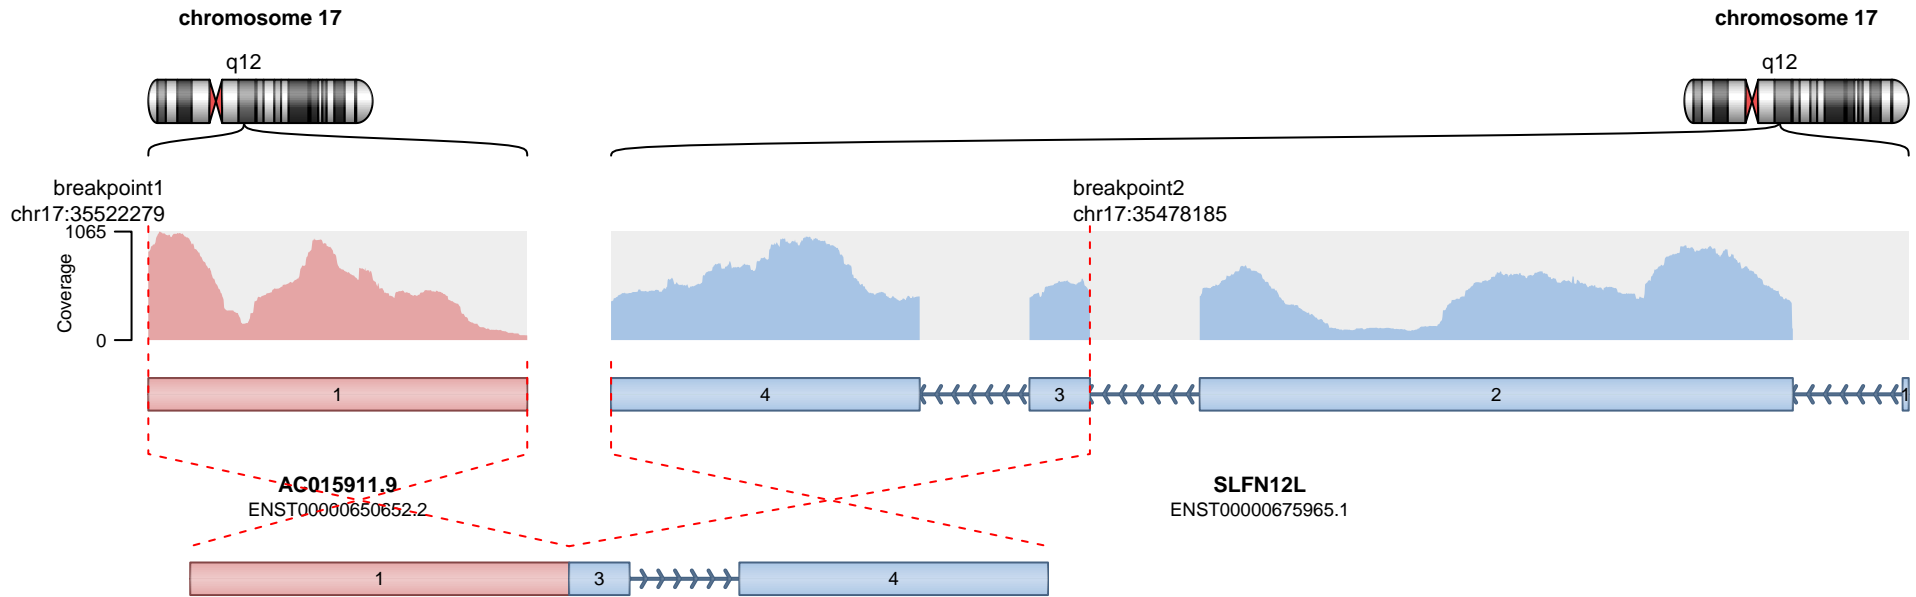 chromosome 17
chromosome 17
q12
q12
breakpoint1
chr17:35522279
breakpoint2
chr17:35478185
1065
Coverage
0
1
4
3
2
1
AC015911.9
ENST00000650652.2
SLFN12L
ENST00000675965.1
1
3
4